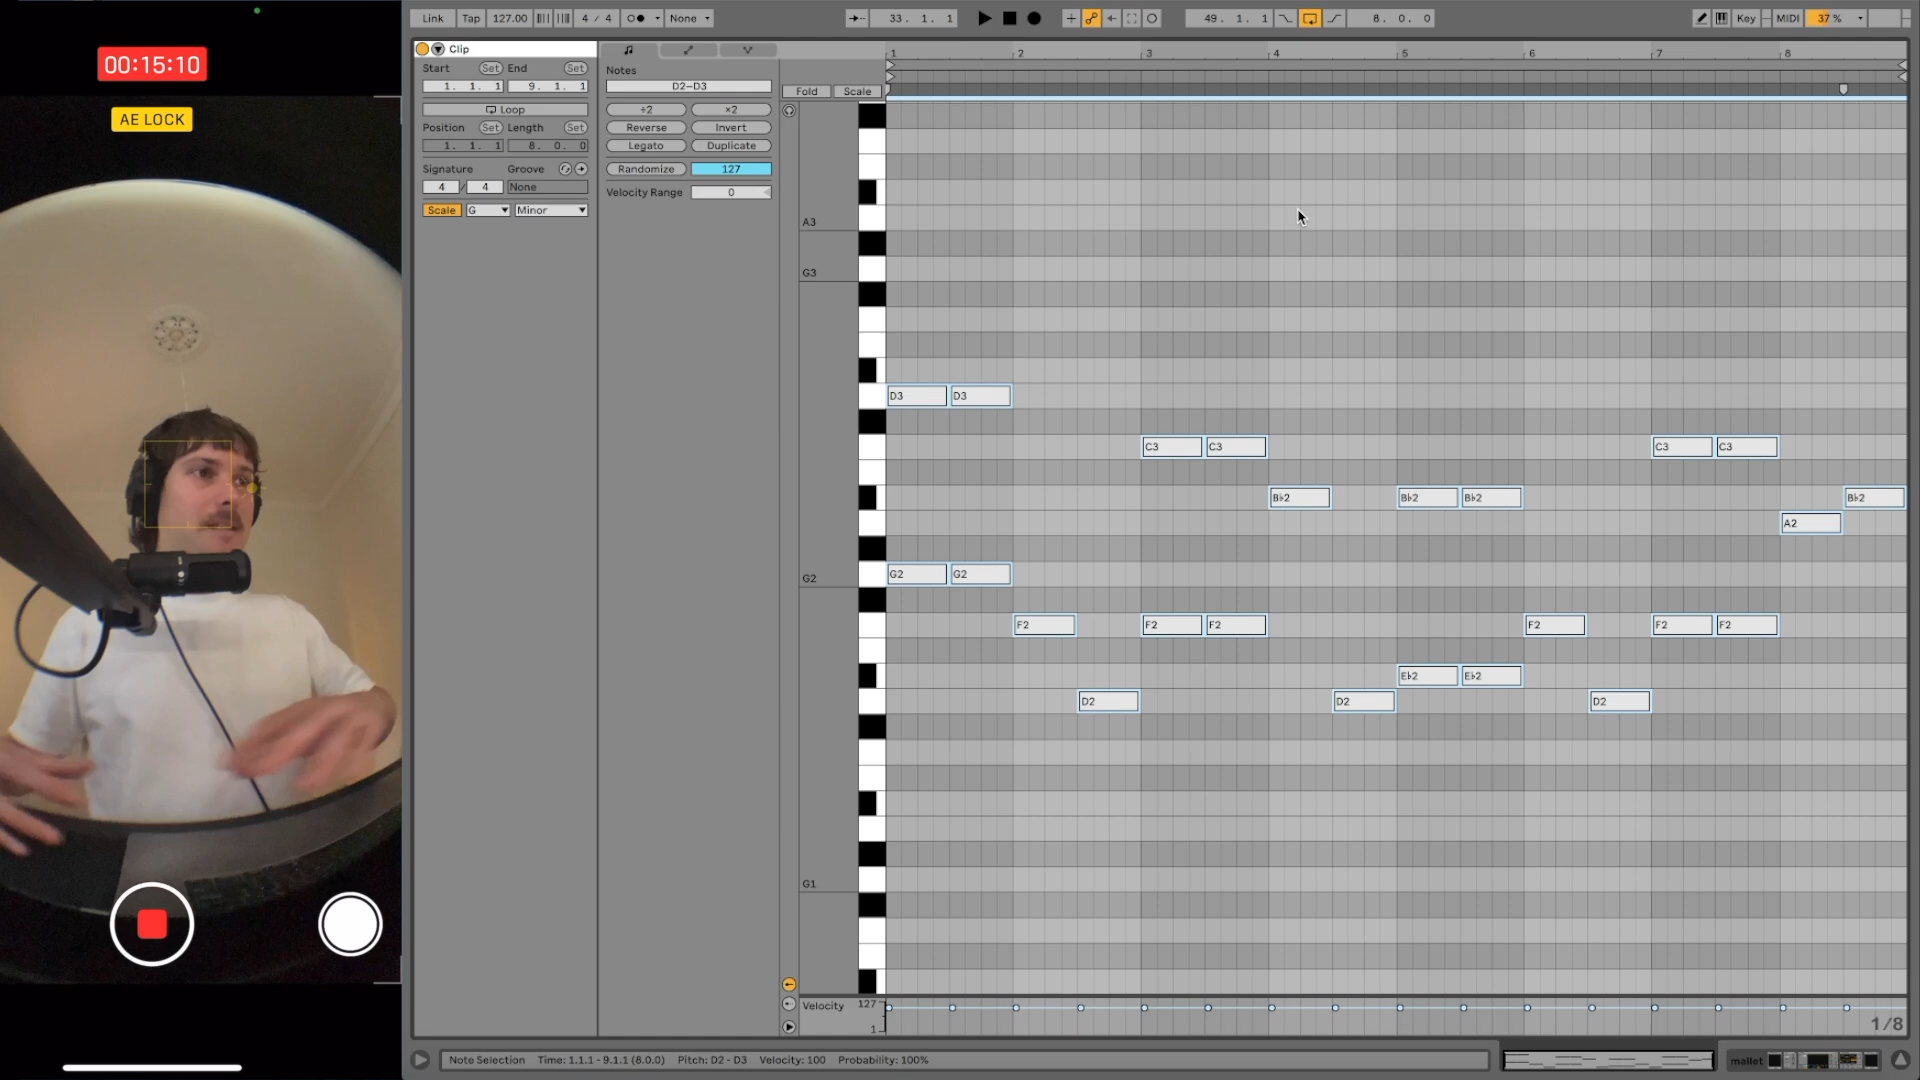 00:15:10
AE LOCK
Link Tap 127.00 4 / 4 None 33. 1. 1 49. 1. 1 8. 0. 0 Key MIDI 37 %
Clip
Start Set End Set
1. 1. 1 9. 1. 1
Loop
Position Set Length Set
1. 1. 1 8. 0. 0
Signature Groove
4 / 4 None
Scale G Minor
Notes
D2–D3
÷2 ×2
Reverse Invert
Legato Duplicate
Randomize 127
Velocity Range 0
Fold Scale
1 2 3 4 5 6 7 8
A3
G3
D3 D3
C3 C3 C3 C3
B♭2 B♭2 B♭2 B♭2
A2
G2 G2 G2
F2 F2 F2 F2 F2 F2
E♭2 E♭2
D2 D2 D2
G1
Velocity 127
1
1/8
Note Selection Time: 1.1.1 - 9.1.1 (8.0.0) Pitch: D2 - D3 Velocity: 100 Probability: 100%
mallet